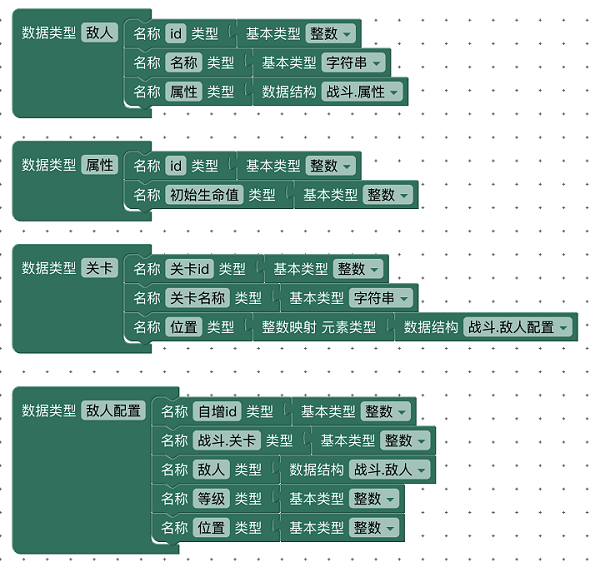 数据类型 敌人 名称 id 类型 基本类型 整数
名称 名称 类型 基本类型 字符串
名称 属性 类型 数据结构 战斗.属性
数据类型 属性 名称 id 类型 基本类型 整数
名称 初始生命值 类型 基本类型 整数
数据类型 关卡 名称 关卡id 类型 基本类型 整数
名称 关卡名称 类型 基本类型 字符串
名称 位置 类型 整数映射 元素类型 数据结构 战斗.敌人配置
数据类型 敌人配置 名称 自增id 类型 基本类型 整数
名称 战斗.关卡 类型 基本类型 整数
名称 敌人 类型 数据结构 战斗.敌人
名称 等级 类型 基本类型 整数
名称 位置 类型 基本类型 整数